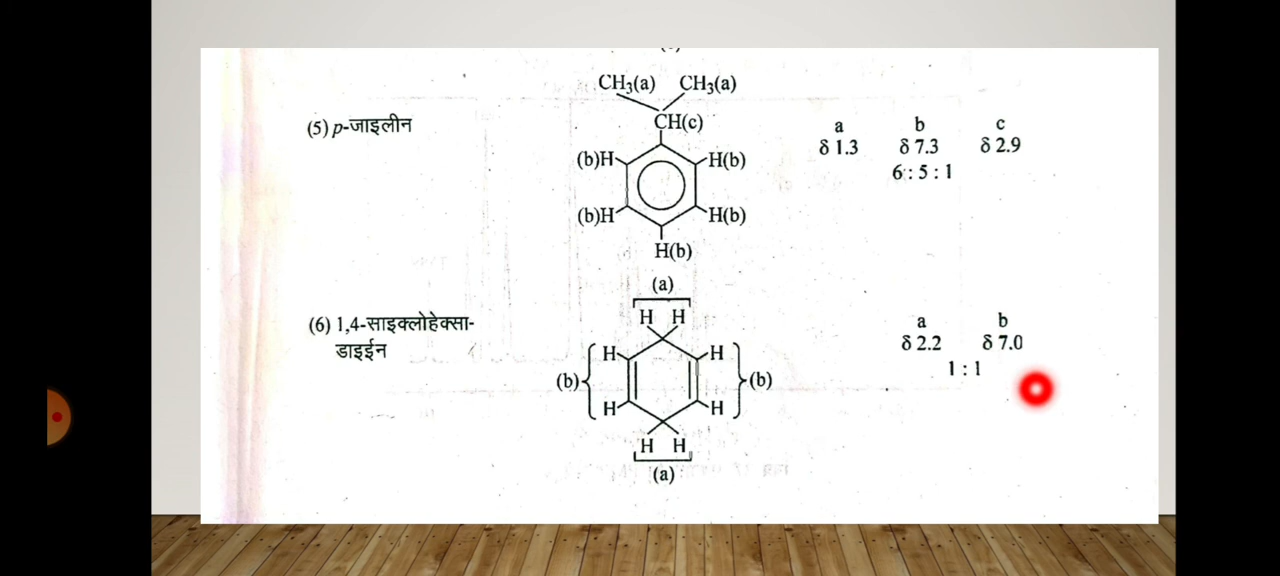 CH3(a) CH3(a)
(5) p-जाइलीन
CH(c)
a b c
δ 1.3 δ 7.3 δ 2.9
6 : 5 : 1
(b)H H(b)
(b)H H(b)
H(b)
(a)
H H
(6) 1,4-साइक्लोहेक्सा-
डाइईन
a b
δ 2.2 δ 7.0
1 : 1
H H
(b) (b)
H H
H H
(a)